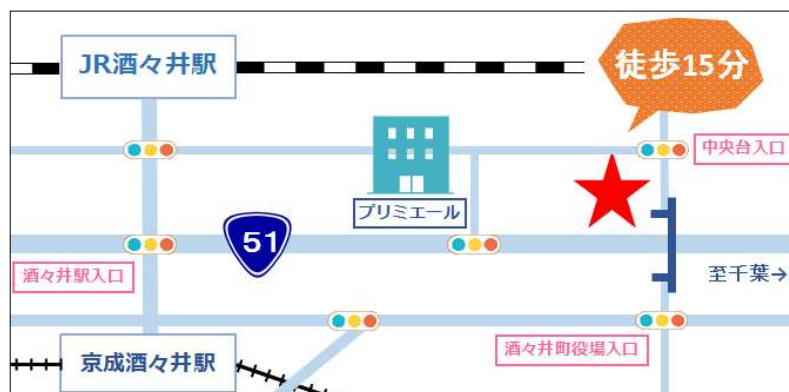 JR酒々井駅
徒歩15分
中央台入口
プリミエール
51
酒々井駅入口
至千葉→
酒々井町役場入口
京成酒々井駅